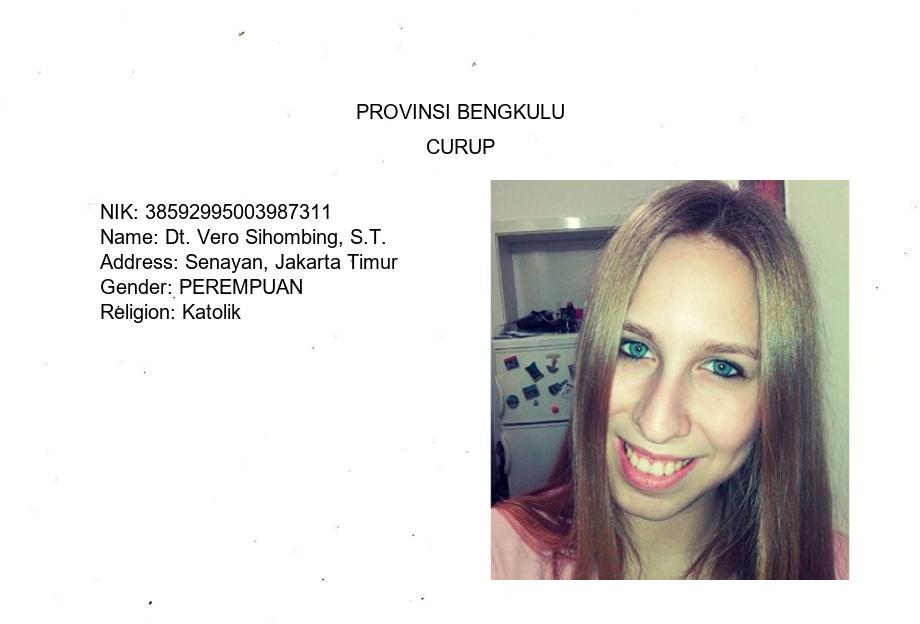 PROVINSI BENGKULU
CURUP
NIK: 38592995003987311
Name: Dt. Vero Sihombing, S.T.
Address: Senayan, Jakarta Timur
Gender: PEREMPUAN
Religion: Katolik